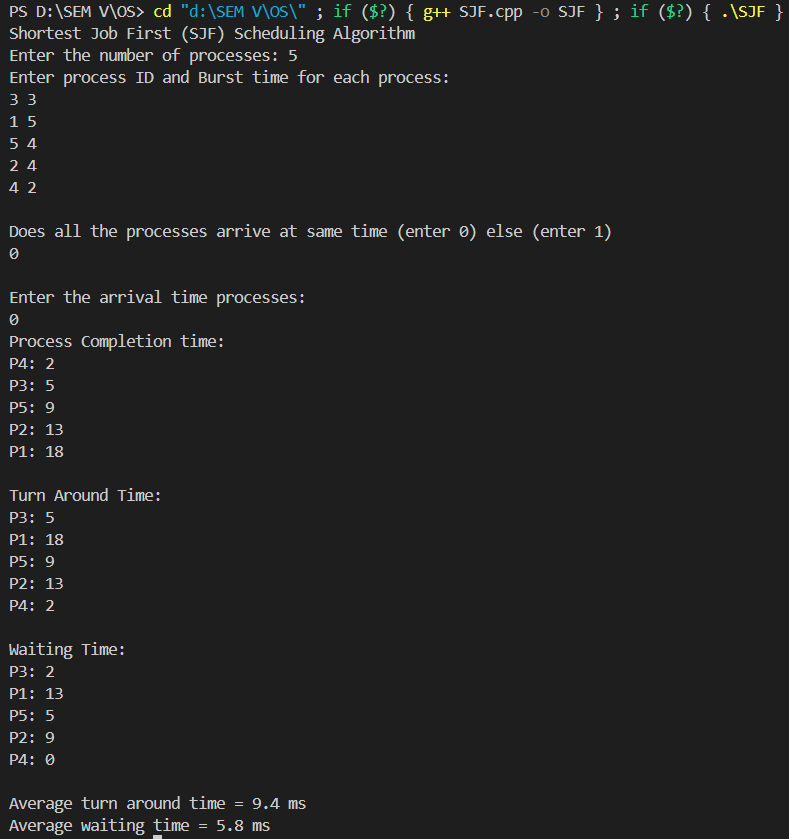 PS D:\SEM V\OS> cd "d:\SEM V\OS\" ; if ($?) { g++ SJF.cpp -o SJF } ; if ($?) { .\SJF }
Shortest Job First (SJF) Scheduling Algorithm
Enter the number of processes: 5
Enter process ID and Burst time for each process:
3 3
1 5
5 4
2 4
4 2

Does all the processes arrive at same time (enter 0) else (enter 1)
0

Enter the arrival time processes:
0
Process Completion time:
P4: 2
P3: 5
P5: 9
P2: 13
P1: 18

Turn Around Time:
P3: 5
P1: 18
P5: 9
P2: 13
P4: 2

Waiting Time:
P3: 2
P1: 13
P5: 5
P2: 9
P4: 0

Average turn around time = 9.4 ms
Average waiting time = 5.8 ms